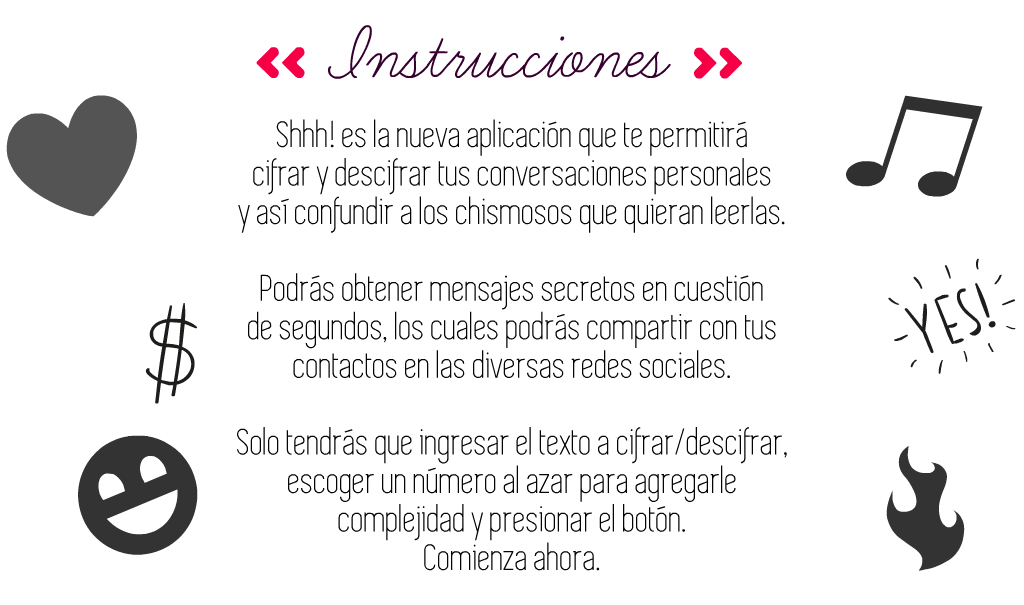 Instrucciones
Shhh! es la nueva aplicación que te permitirá
cifrar y descifrar tus conversaciones personales
y así confundir a los chismosos que quieran leerlas.
Podrás obtener mensajes secretos en cuestión
de segundos, los cuales podrás compartir con tus
contactos en las diversas redes sociales.
$
YES!
Solo tendrás que ingresar el texto a cifrar/descifrar,
escoger un número al azar para agregarle
complejidad y presionar el botón.
Comienza ahora.